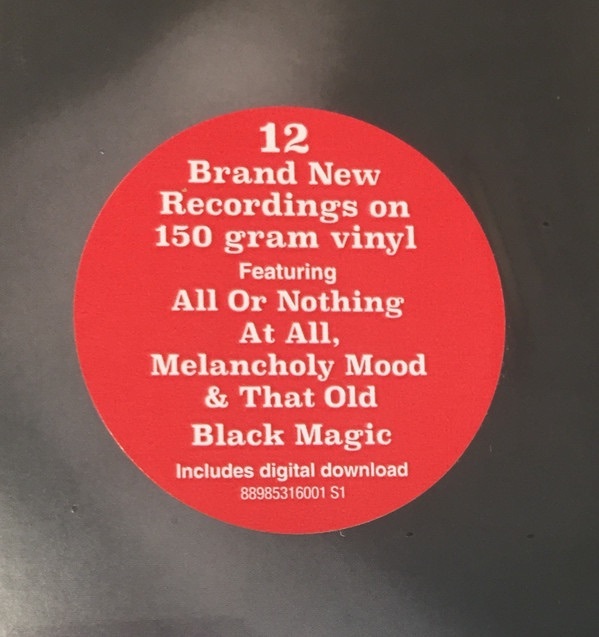 12
Brand New
Recordings on
150 gram vinyl
Featuring
All Or Nothing
At All,
Melancholy Mood
& That Old
Black Magic
Includes digital download
88985316001 S1